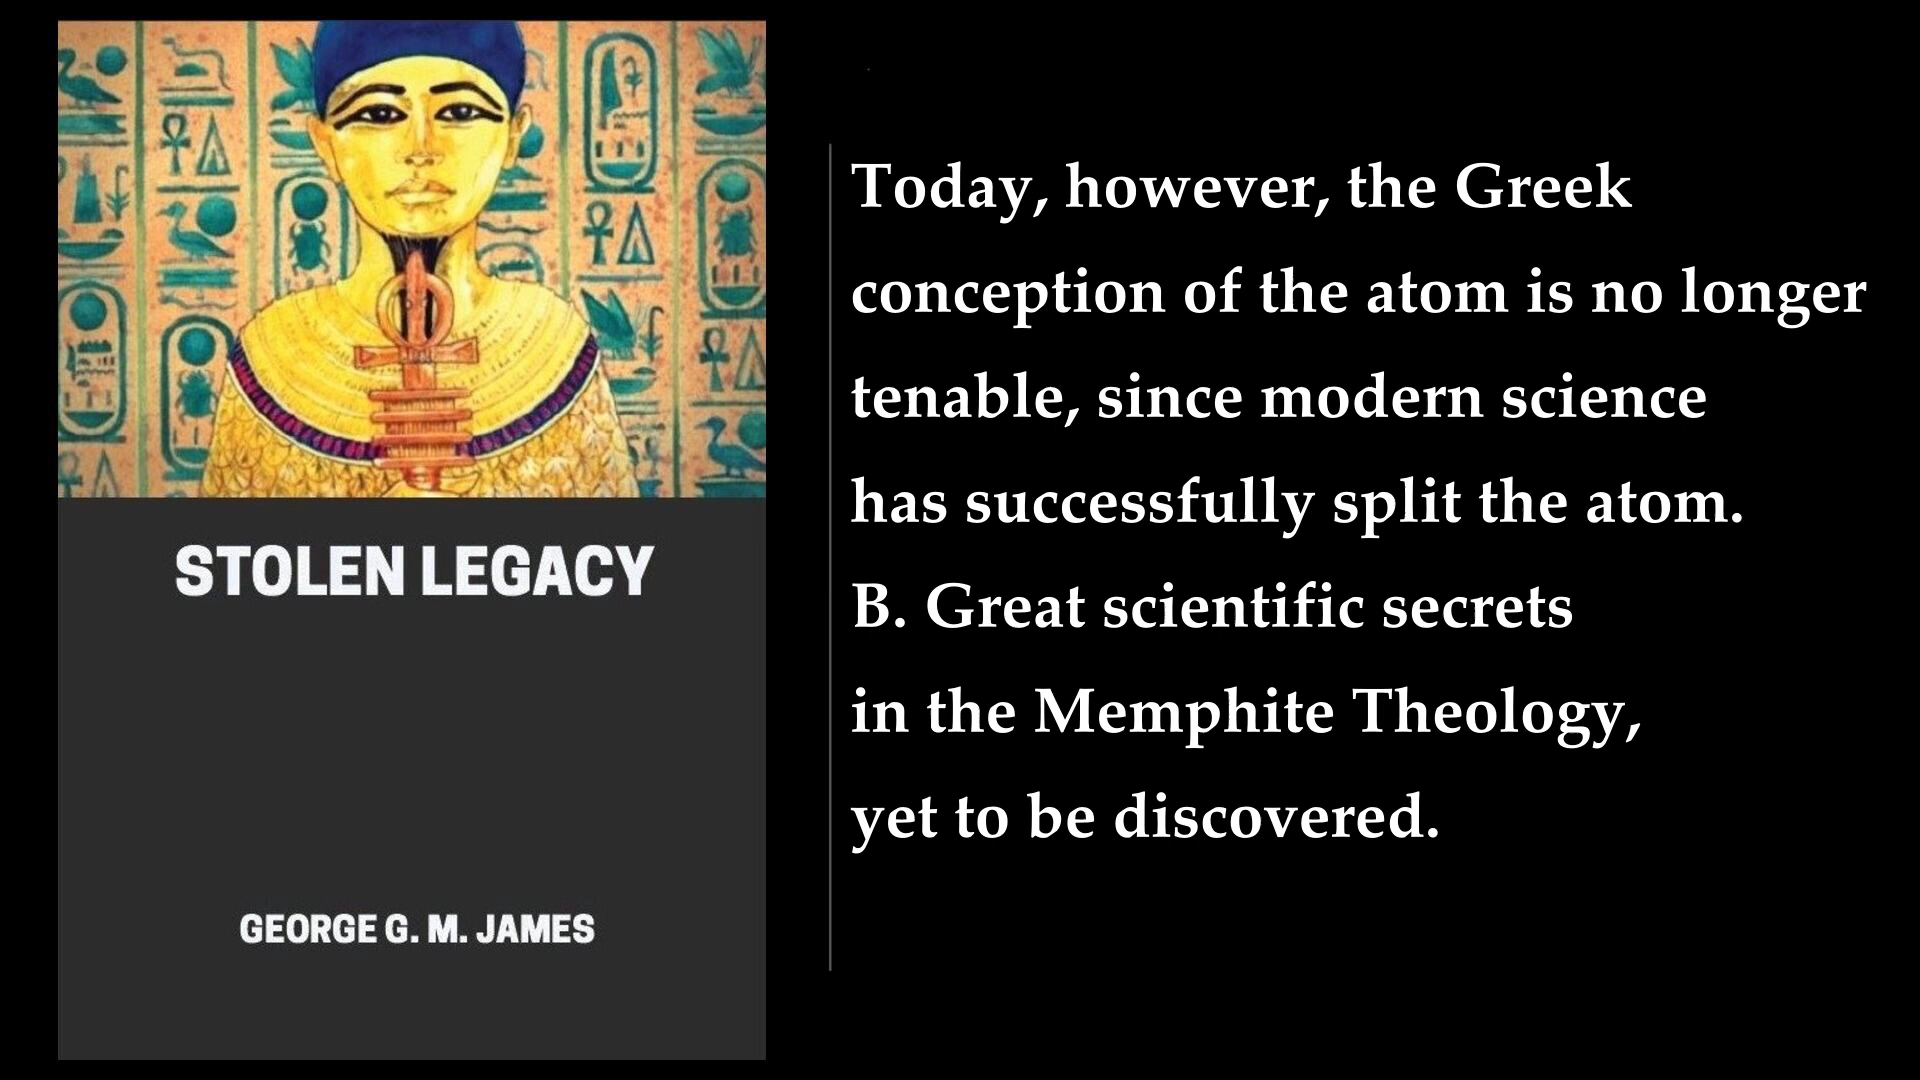 STOLEN LEGACY
GEORGE G. M. JAMES
Today, however, the Greek
conception of the atom is no longer
tenable, since modern science
has successfully split the atom.
B. Great scientific secrets
in the Memphite Theology,
yet to be discovered.